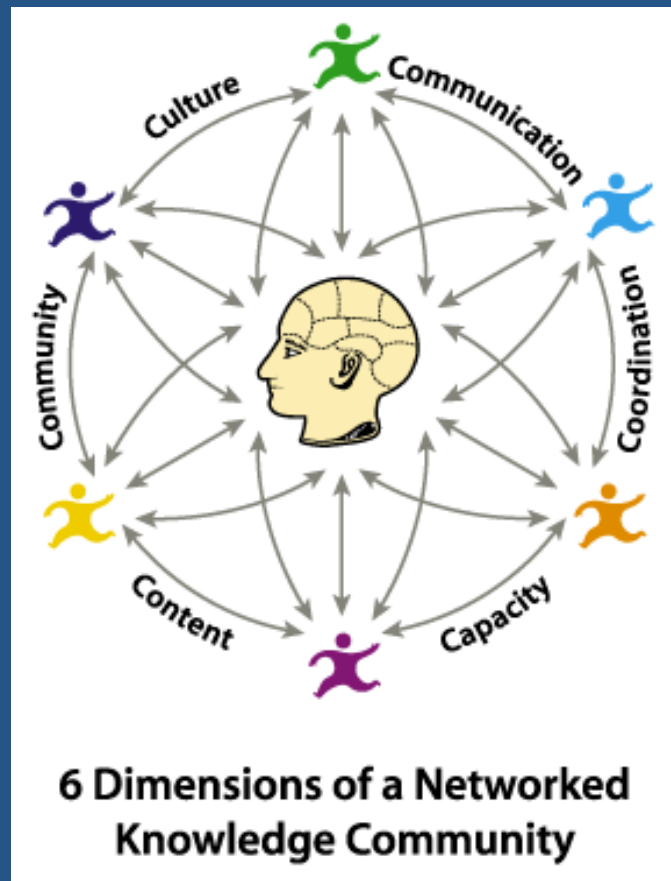 Culture
Communication
Community
Coordination
Content
Capacity
6 Dimensions of a Networked
Knowledge Community